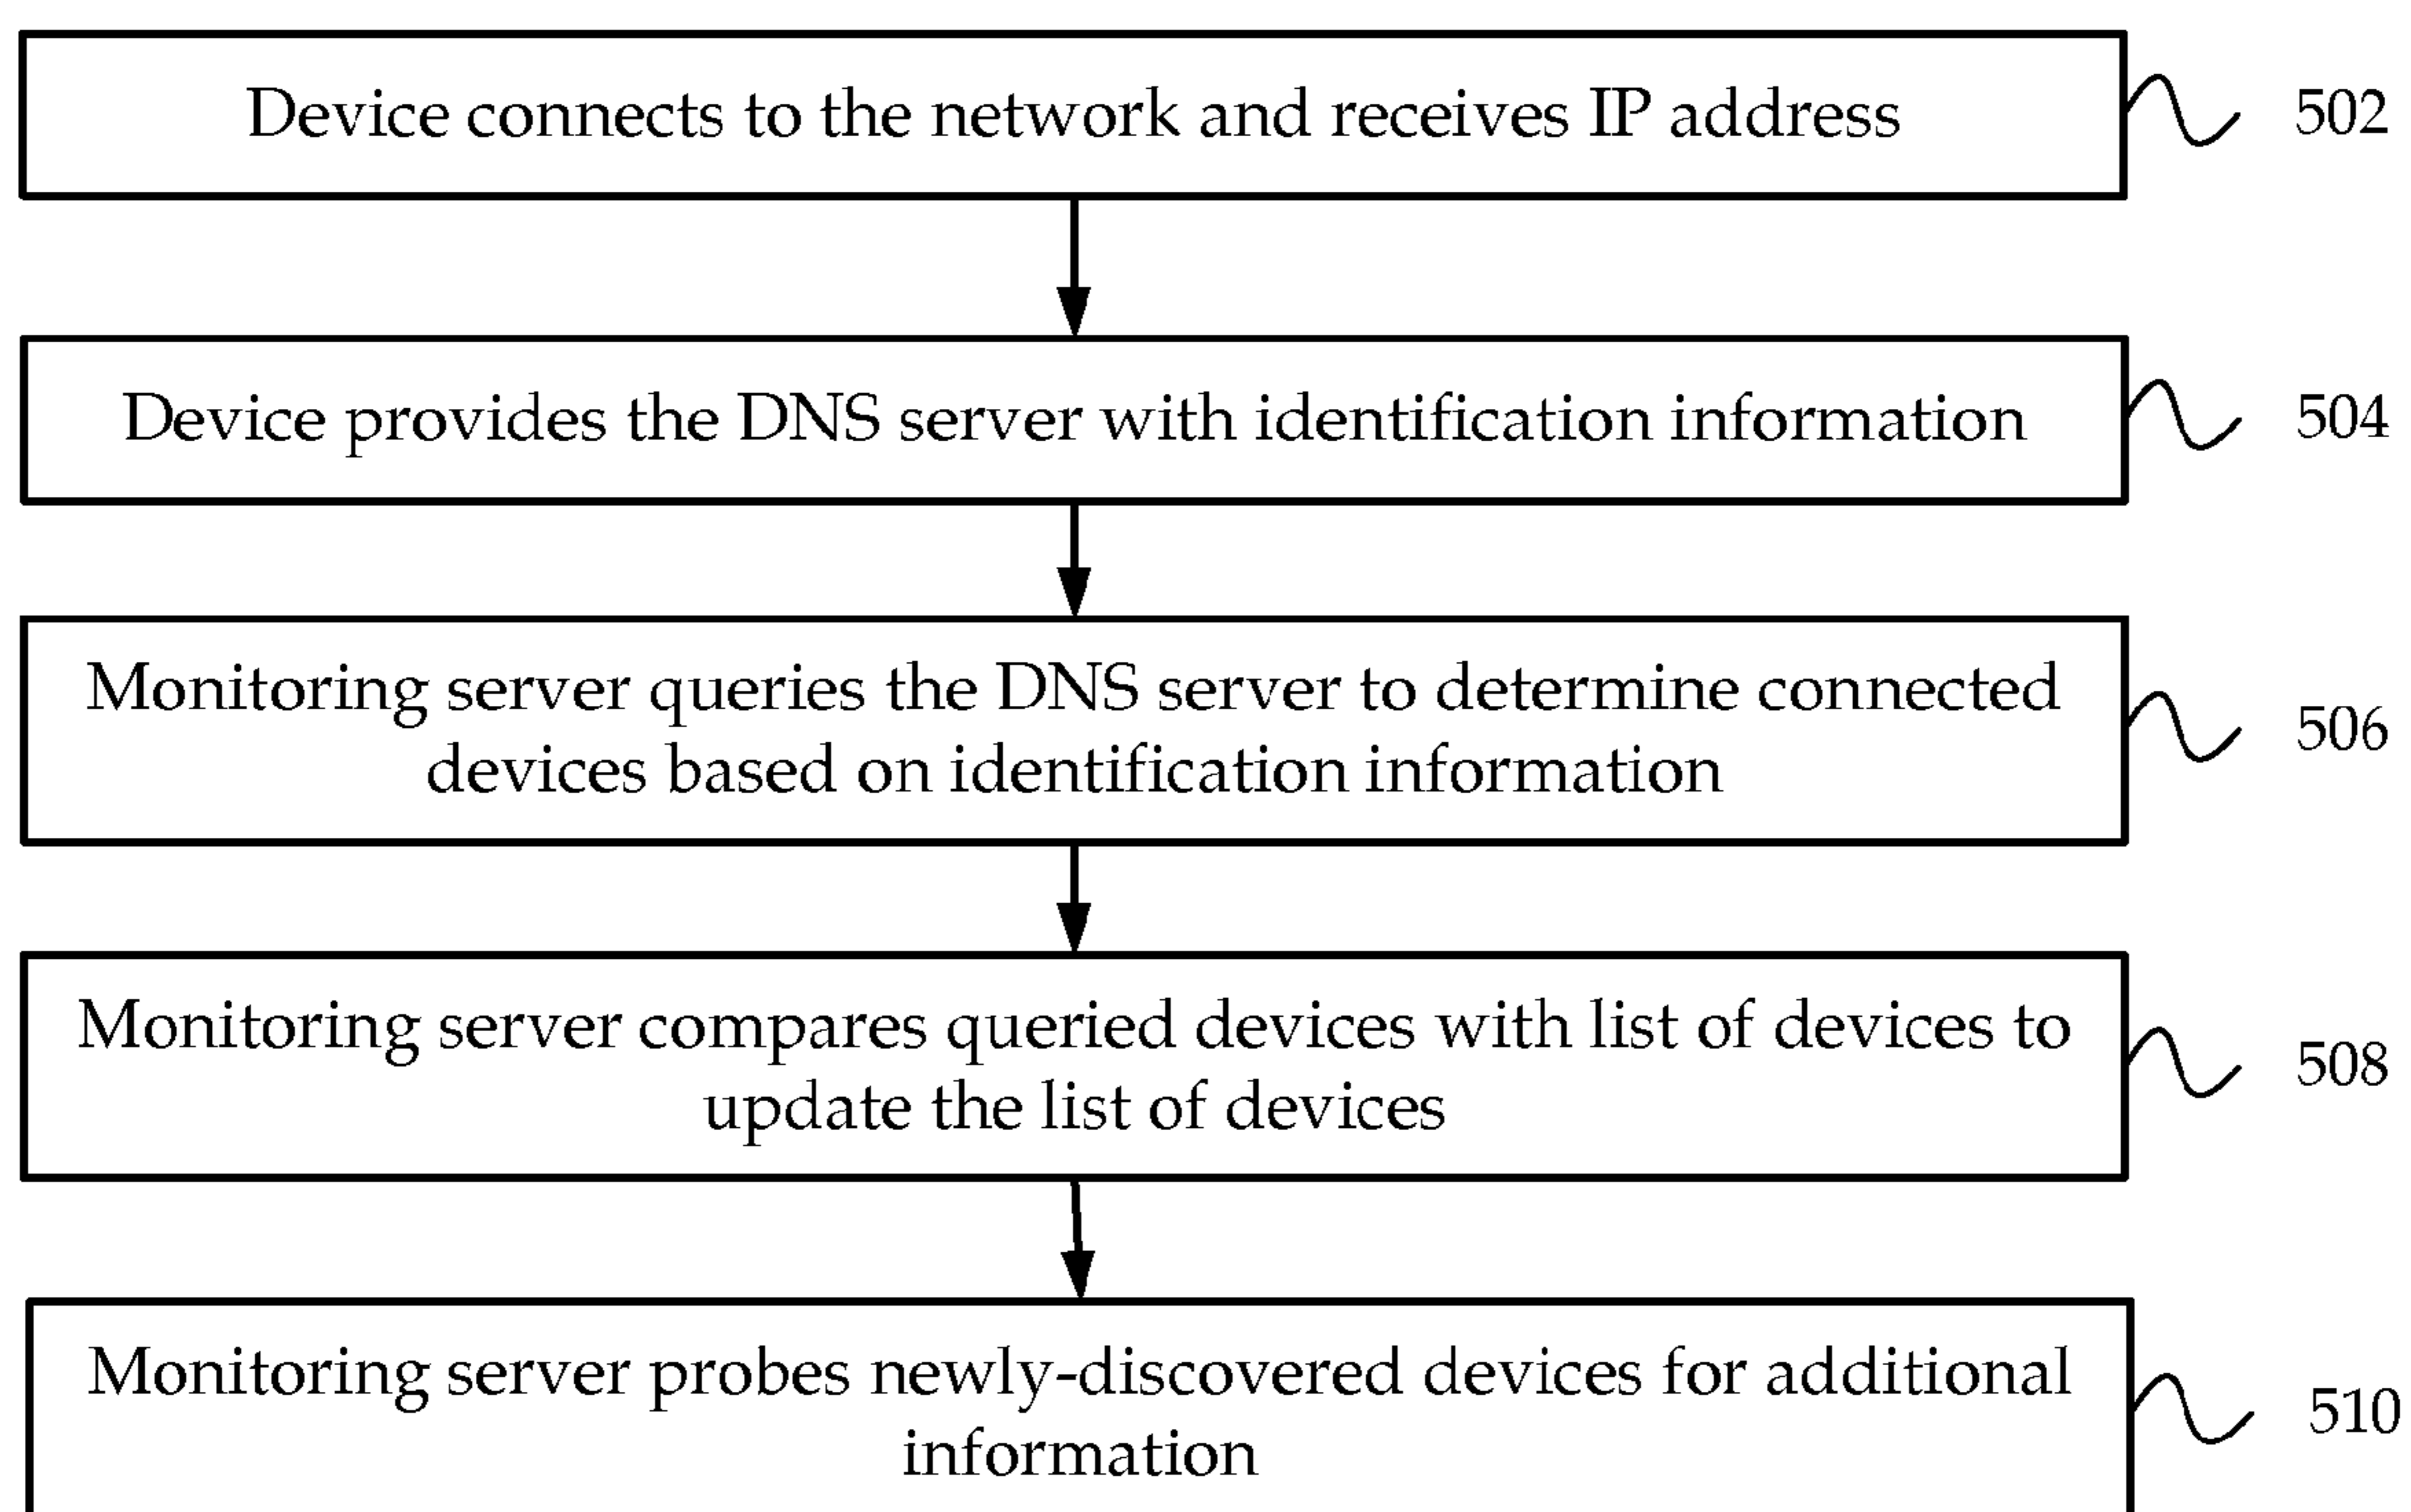 Device connects to the network and receives IP address
502
Device provides the DNS server with identification information
504
Monitoring server queries the DNS server to determine connected
devices based on identification information
506
Monitoring server compares queried devices with list of devices to
update the list of devices
508
Monitoring server probes newly-discovered devices for additional
information
510